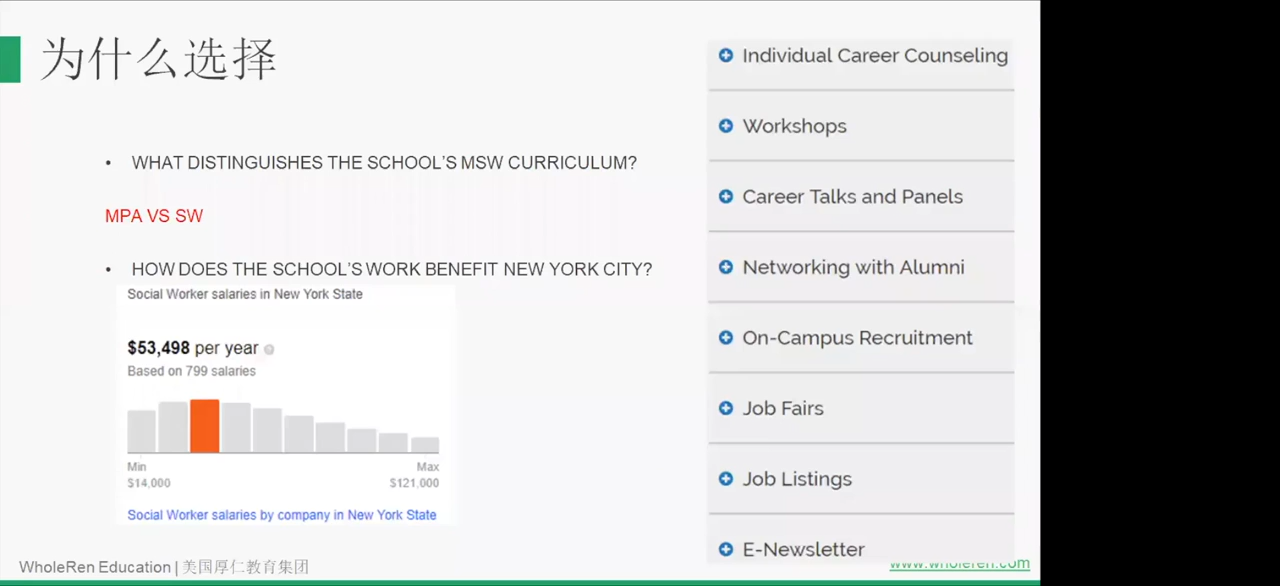 为什么选择
WHAT DISTINGUISHES THE SCHOOL'S MSW CURRICULUM?
MPA VS SW
HOW DOES THE SCHOOL'S WORK BENEFIT NEW YORK CITY?
Social Worker salaries in New York State
$53,498 per year
Based on 799 salaries
Min
Max
$14,000
$121,000
Social Worker salaries by company in New York State
Individual Career Counseling
Workshops
Career Talks and Panels
Networking with Alumni
On-Campus Recruitment
Job Fairs
Job Listings
E-Newsletter
WholeRen Education | 美国厚仁教育集团
www.wholeren.com